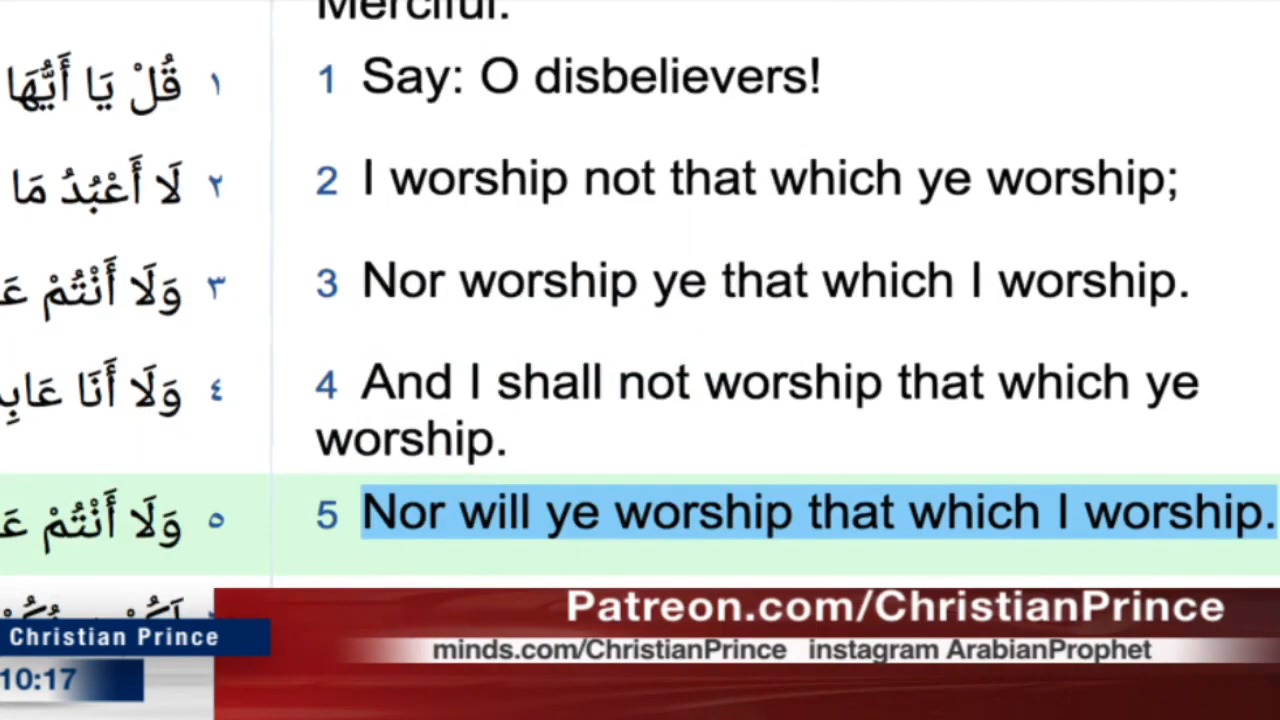 Merciful.
قُلْ يَا أَيُّهَا ١
1 Say: O disbelievers!
لَا أَعْبُدُ مَا ٢
2 I worship not that which ye worship;
وَلَا أَنْتُمْ ٣
3 Nor worship ye that which I worship.
وَلَا أَنَا ٤
4 And I shall not worship that which ye
worship.
وَلَا أَنْتُمْ ٥
5 Nor will ye worship that which I worship.
Patreon.com/ChristianPrince
Christian Prince
minds.com/ChristianPrince instagram ArabianProphet
10:17